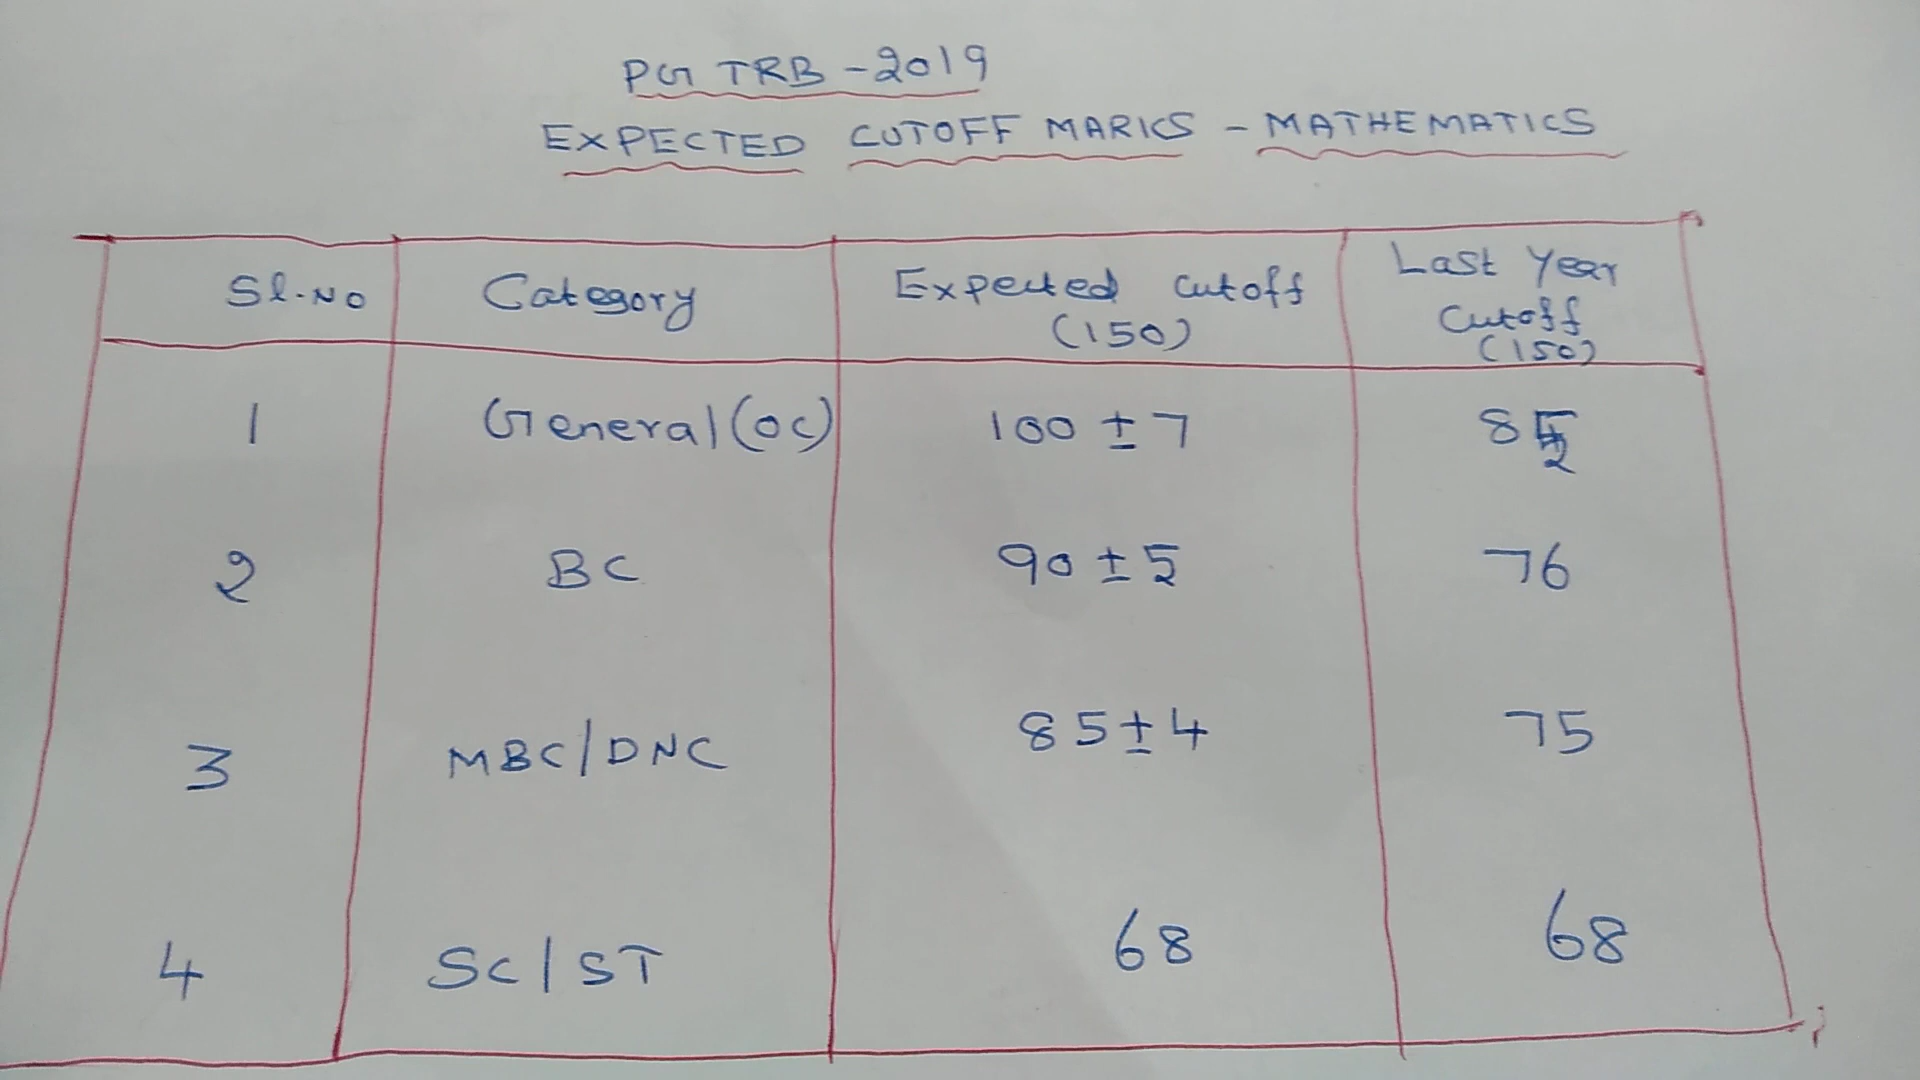 PG TRB - 2019
EXPECTED CUTOFF MARKS - MATHEMATICS
Sl.No Category Expected cutoff (150) Last Year Cutoff (150)
1 General (OC) 100 ± 7
2 BC 90 ± 5 76
3 MBC/DNC 85 ± 4 75
4 SC/ST 68 68